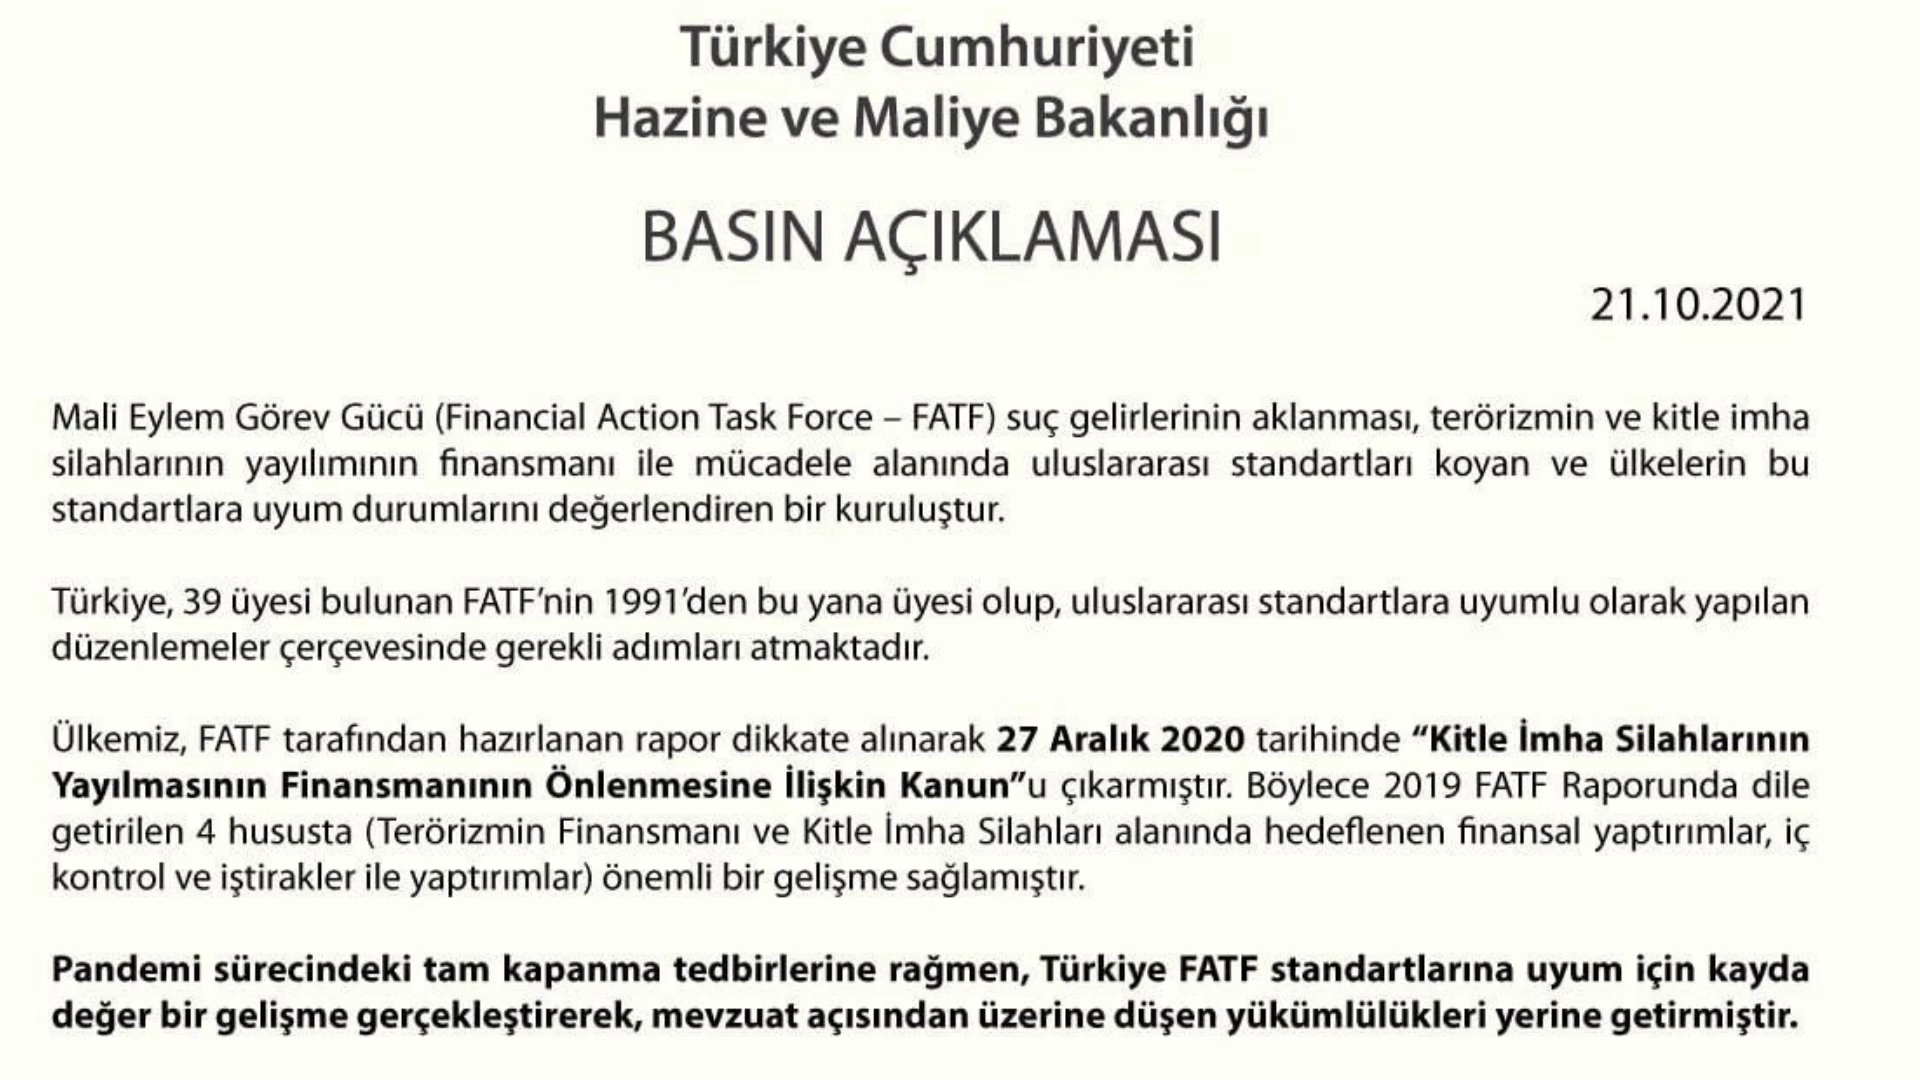 Türkiye Cumhuriyeti
Hazine ve Maliye Bakanlığı
BASIN AÇIKLAMASI
21.10.2021
Mali Eylem Görev Gücü (Financial Action Task Force – FATF) suç gelirlerinin aklanması, terörizmin ve kitle imha
silahlarının yayılımının finansmanı ile mücadele alanında uluslararası standartları koyan ve ülkelerin bu
standartlara uyum durumlarını değerlendiren bir kuruluştur.
Türkiye, 39 üyesi bulunan FATF’nin 1991’den bu yana üyesi olup, uluslararası standartlara uyumlu olarak yapılan
düzenlemeler çerçevesinde gerekli adımları atmaktadır.
Ülkemiz, FATF tarafından hazırlanan rapor dikkate alınarak 27 Aralık 2020 tarihinde “Kitle İmha Silahlarının
Yayılmasının Finansmanının Önlenmesine İlişkin Kanun”u çıkarmıştır. Böylece 2019 FATF Raporunda dile
getirilen 4 hususta (Terörizmin Finansmanı ve Kitle İmha Silahları alanında hedeflenen finansal yaptırımlar, iç
kontrol ve iştirakler ile yaptırımlar) önemli bir gelişme sağlamıştır.
Pandemi sürecindeki tam kapanma tedbirlerine rağmen, Türkiye FATF standartlarına uyum için kayda
değer bir gelişme gerçekleştirerek, mevzuat açısından üzerine düşen yükümlülükleri yerine getirmiştir.